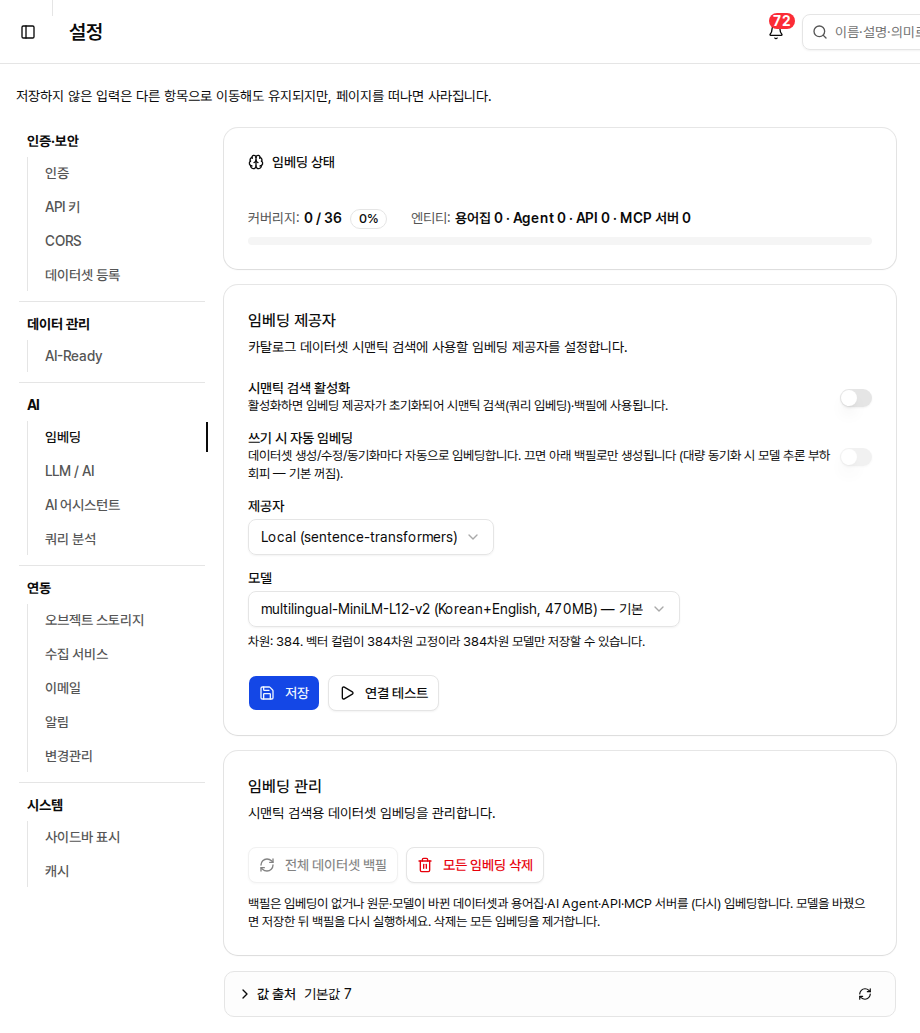 설정
72
이름·설명·의미로
저장하지 않은 입력은 다른 항목으로 이동해도 유지되지만, 페이지를 떠나면 사라집니다.
인증·보안
인증
API 키
CORS
데이터셋 등록
데이터 관리
AI-Ready
AI
임베딩
LLM / AI
AI 어시스턴트
쿼리 분석
연동
오브젝트 스토리지
수집 서비스
이메일
알림
변경관리
시스템
사이드바 표시
캐시
임베딩 상태
커버리지: 0 / 36 0% 엔티티: 용어집 0 · Agent 0 · API 0 · MCP 서버 0
임베딩 제공자
카탈로그 데이터셋 시맨틱 검색에 사용할 임베딩 제공자를 설정합니다.
시맨틱 검색 활성화
활성화하면 임베딩 제공자가 초기화되어 시맨틱 검색(쿼리 임베딩)·백필에 사용됩니다.
쓰기 시 자동 임베딩
데이터셋 생성/수정/동기화마다 자동으로 임베딩합니다. 끄면 아래 백필로만 생성됩니다 (대량 동기화 시 모델 추론 부하
회피 — 기본 꺼짐).
제공자
Local (sentence-transformers)
모델
multilingual-MiniLM-L12-v2 (Korean+English, 470MB) — 기본
차원: 384. 벡터 컬럼이 384차원 고정이라 384차원 모델만 저장할 수 있습니다.
저장 연결 테스트
임베딩 관리
시맨틱 검색용 데이터셋 임베딩을 관리합니다.
전체 데이터셋 백필 모든 임베딩 삭제
백필은 임베딩이 없거나 원문·모델이 바뀐 데이터셋과 용어집·AI Agent·API·MCP 서버를 (다시) 임베딩합니다. 모델을 바꿨으
면 저장한 뒤 백필을 다시 실행하세요. 삭제는 모든 임베딩을 제거합니다.
값 출처 기본값 7